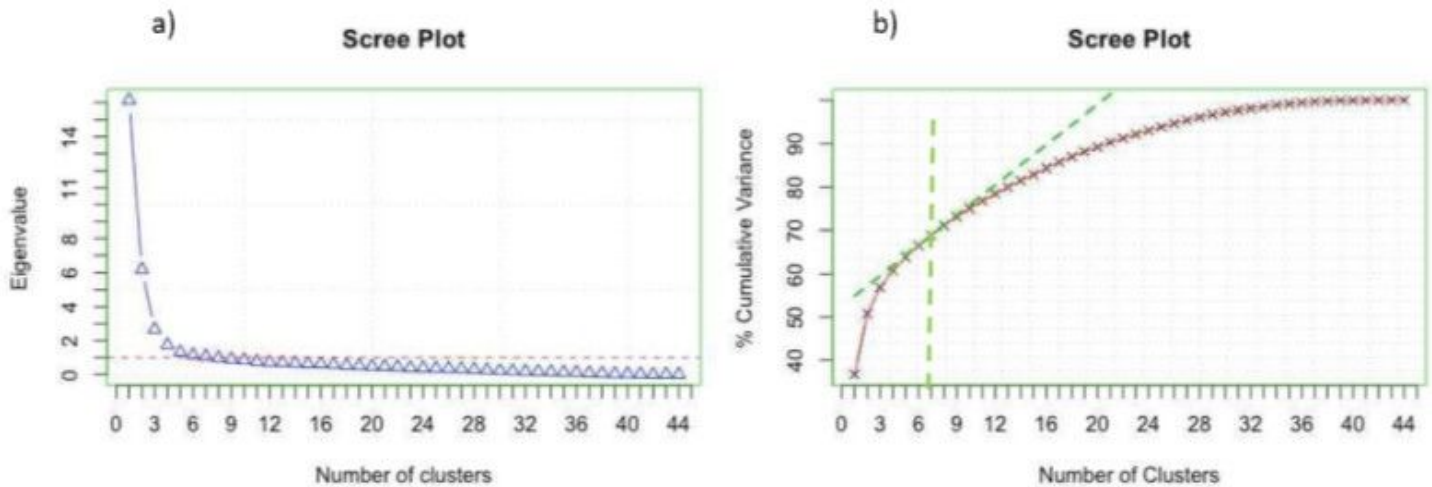 a)
Scree Plot
Eigenvalue
14
11
8
6
4
2
0
0 3 6 9 12 16 20 24 28 32 36 40 44
Number of clusters
b)
Scree Plot
% Cumulative Variance
90
80
70
60
50
40
0 3 6 9 12 16 20 24 28 32 36 40 44
Number of Clusters